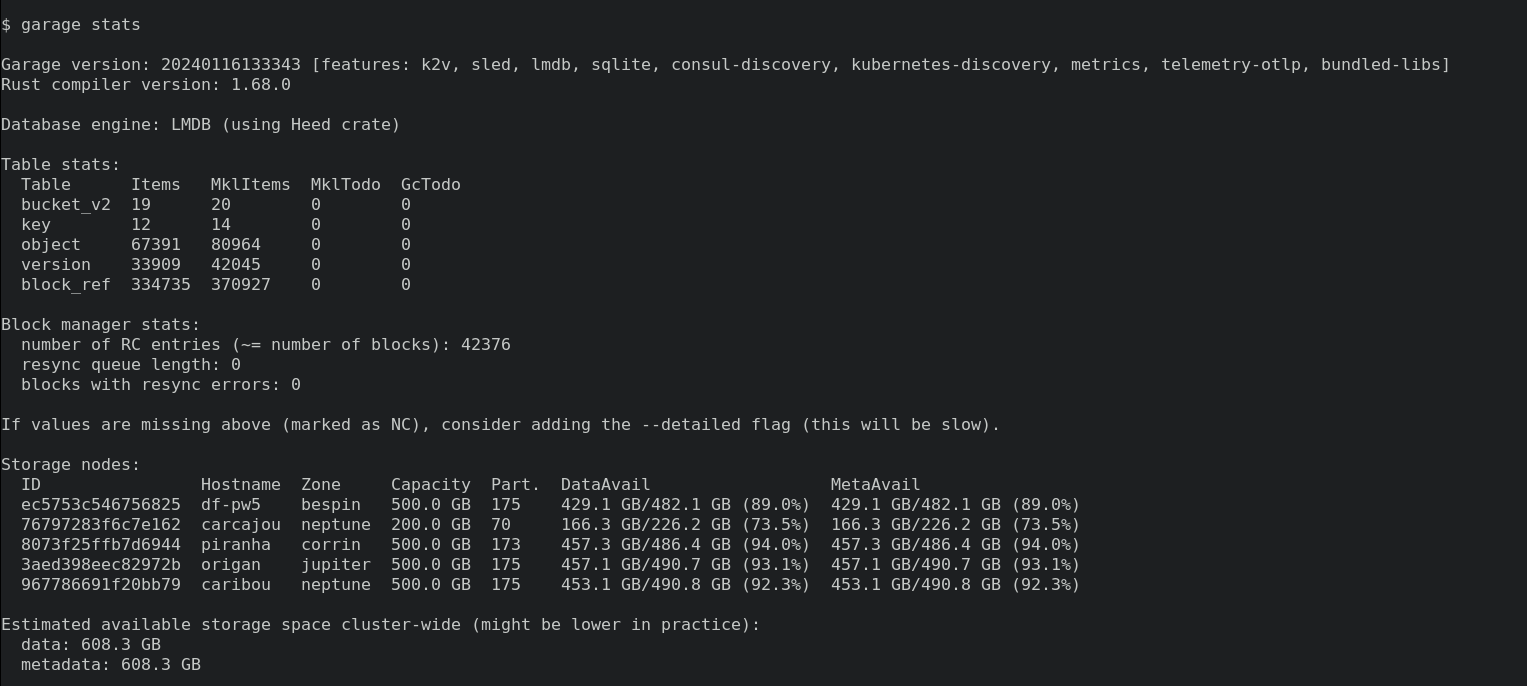 $ garage stats

Garage version: 20240116133343 [features: k2v, sled, lmdb, sqlite, consul-discovery, kubernetes-discovery, metrics, telemetry-otlp, bundled-libs]
Rust compiler version: 1.68.0

Database engine: LMDB (using Heed crate)

Table stats:
  Table      Items   MklItems  MklTodo  GcTodo
  bucket_v2  19      20        0        0
  key        12      14        0        0
  object     67391   80964     0        0
  version    33909   42045     0        0
  block_ref  334735  370927    0        0

Block manager stats:
  number of RC entries (~= number of blocks): 42376
  resync queue length: 0
  blocks with resync errors: 0

If values are missing above (marked as NC), consider adding the --detailed flag (this will be slow).

Storage nodes:
  ID                Hostname  Zone     Capacity  Part.  DataAvail                  MetaAvail
  ec5753c546756825  df-pw5    bespin   500.0 GB  175    429.1 GB/482.1 GB (89.0%)  429.1 GB/482.1 GB (89.0%)
  76797283f6c7e162  carcajou  neptune  200.0 GB  70     166.3 GB/226.2 GB (73.5%)  166.3 GB/226.2 GB (73.5%)
  8073f25ffb7d6944  piranha   corrin   500.0 GB  173    457.3 GB/486.4 GB (94.0%)  457.3 GB/486.4 GB (94.0%)
  3aed398eec82972b  origan    jupiter  500.0 GB  175    457.1 GB/490.7 GB (93.1%)  457.1 GB/490.7 GB (93.1%)
  967786691f20bb79  caribou   neptune  500.0 GB  175    453.1 GB/490.8 GB (92.3%)  453.1 GB/490.8 GB (92.3%)

Estimated available storage space cluster-wide (might be lower in practice):
  data: 608.3 GB
  metadata: 608.3 GB